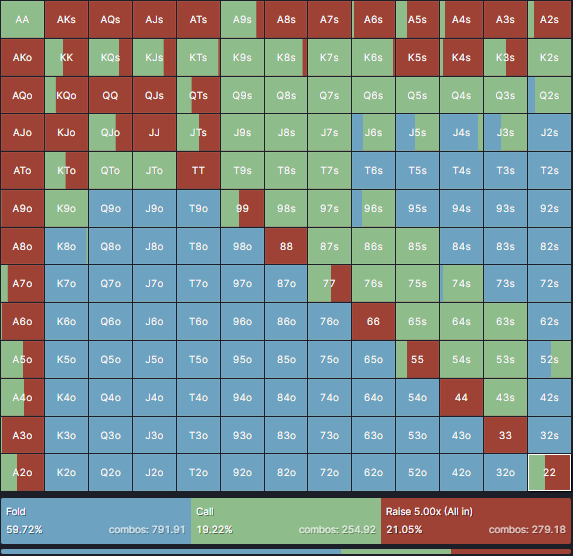 AA AKs AQs AJs ATs A9s A8s A7s A6s A5s A4s A3s A2s
AKo KK KQs KJs KTs K9s K8s K7s K6s K5s K4s K3s K2s
AQo KQo QQ QJs QTs Q9s Q8s Q7s Q6s Q5s Q4s Q3s Q2s
AJo KJo QJo JJ JTs J9s J8s J7s J6s J5s J4s J3s J2s
ATo KTo QTo JTo TT T9s T8s T7s T6s T5s T4s T3s T2s
A9o K9o Q9o J9o T9o 99 98s 97s 96s 95s 94s 93s 92s
A8o K8o Q8o J8o T8o 98o 88 87s 86s 85s 84s 83s 82s
A7o K7o Q7o J7o T7o 97o 87o 77 76s 75s 74s 73s 72s
A6o K6o Q6o J6o T6o 96o 86o 76o 66 65s 64s 63s 62s
A5o K5o Q5o J5o T5o 95o 85o 75o 65o 55 54s 53s 52s
A4o K4o Q4o J4o T4o 94o 84o 74o 64o 54o 44 43s 42s
A3o K3o Q3o J3o T3o 93o 83o 73o 63o 53o 43o 33 32s
A2o K2o Q2o J2o T2o 92o 82o 72o 62o 52o 42o 32o 22
Fold Call Raise 5.00x (All in)
59.72% combos: 791.91 19.22% combos: 254.92 21.05% combos: 279.18